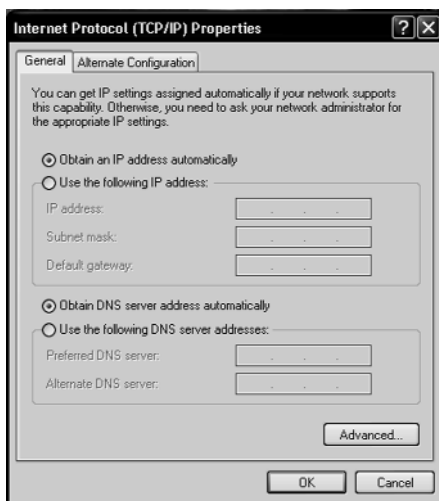 Internet Protocol (TCP/IP) Properties
General
Alternate Configuration
You can get IP settings assigned automatically if your network supports
this capability. Otherwise, you need to ask your network administrator for
the appropriate IP settings.
Obtain an IP address automatically
Use the following IP address:
IP address:
Subnet mask:
Default gateway:
Obtain DNS server address automatically
Use the following DNS server addresses:
Preferred DNS server:
Alternate DNS server:
Advanced...
OK
Cancel